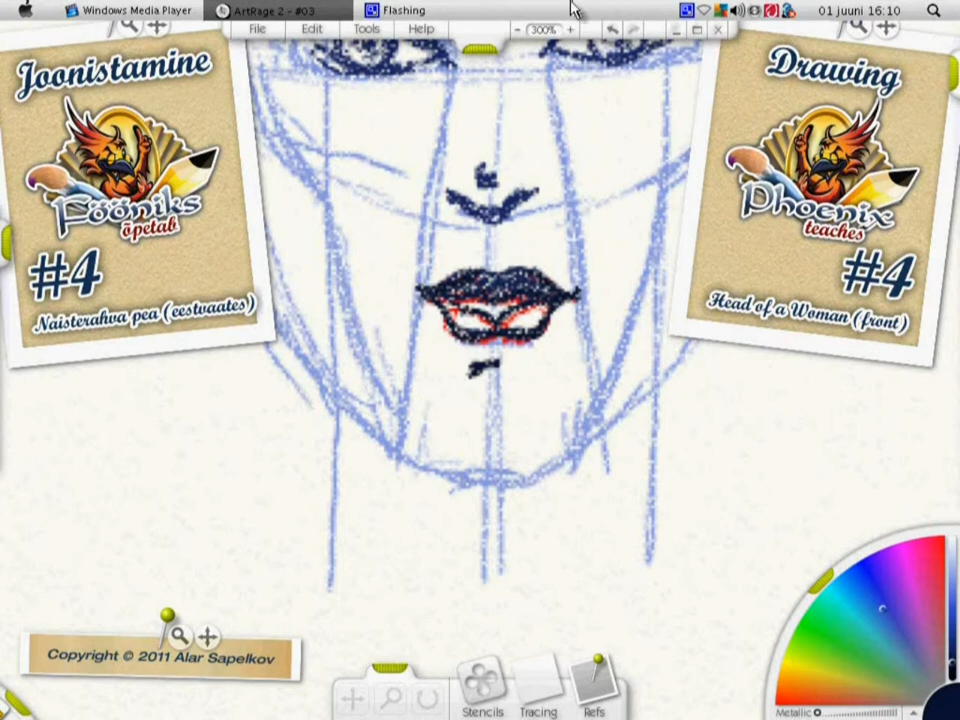 Windows Media Player
ArtRage 2 - #03
Flashing
01 juuni 16:10
File
Edit
Tools
Help
300%
Joonistamine
Fööniks
õpetab
#4
Naisterahva pea (eestvaates)
Drawing
Phoenix
teaches
#4
Head of a Woman (front)
Copyright © 2011 Alar Sapelkov
Stencils
Tracing
Refs
Metallic